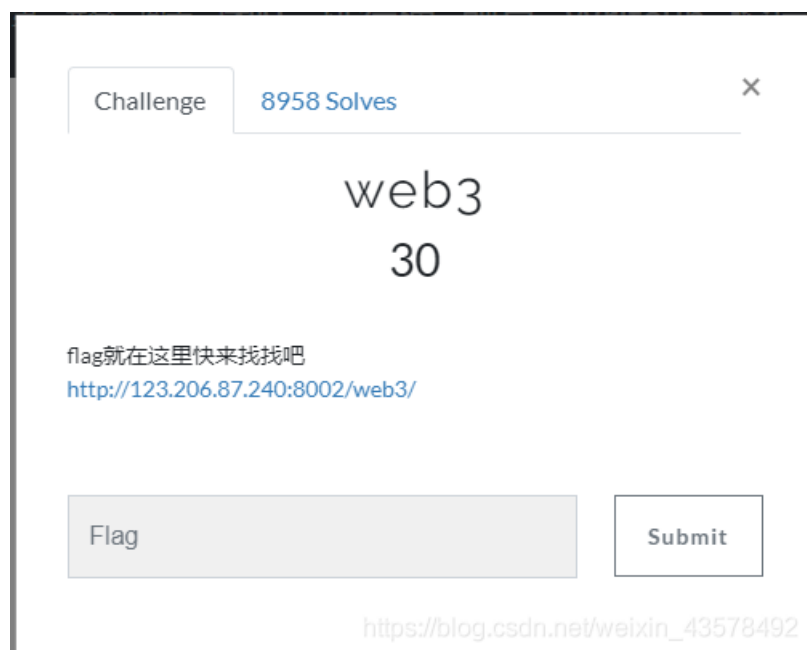 Challenge
8958 Solves
×
web3
30
flag就在这里快来找找吧
http://123.206.87.240:8002/web3/
Flag
Submit
https://blog.csdn.net/weixin_43578492